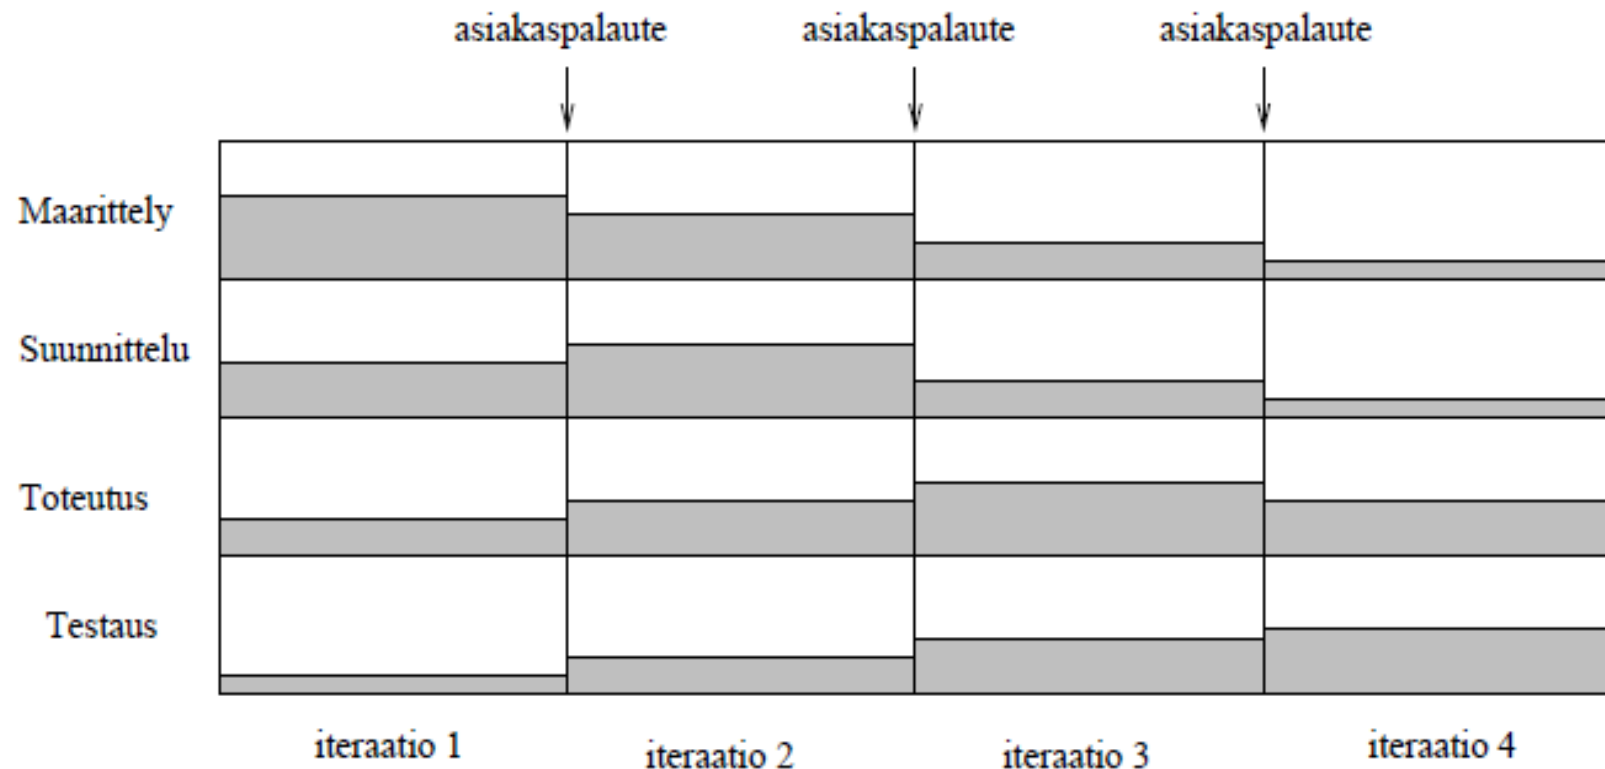 asiakaspalaute asiakaspalaute asiakaspalaute
Maarittely
Suunnittelu
Toteutus
Testaus
iteraatio 1 iteraatio 2 iteraatio 3 iteraatio 4